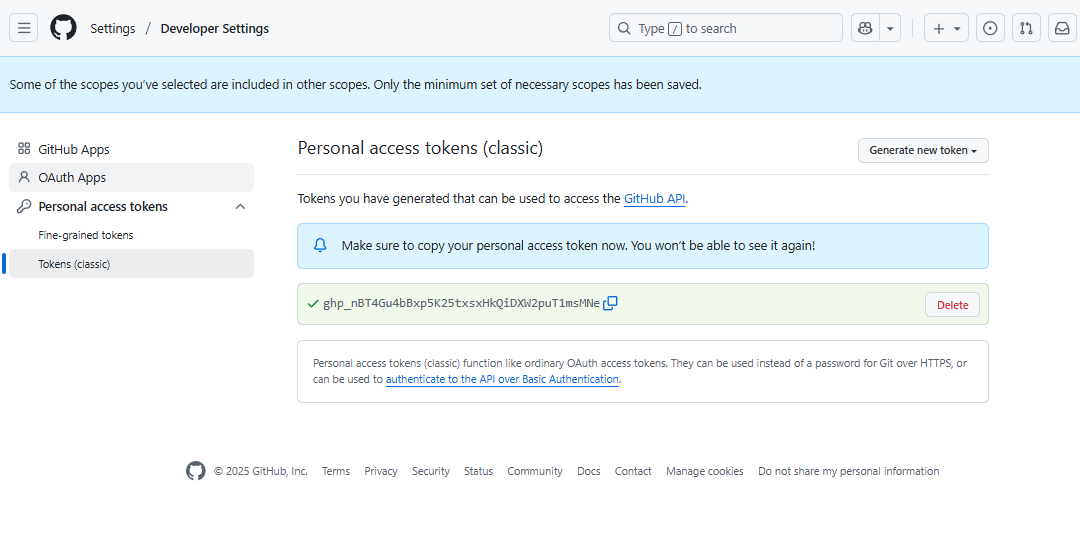 Settings / Developer Settings
Type / to search
Some of the scopes you've selected are included in other scopes. Only the minimum set of necessary scopes has been saved.
GitHub Apps
OAuth Apps
Personal access tokens
Fine-grained tokens
Tokens (classic)
Personal access tokens (classic)
Generate new token
Tokens you have generated that can be used to access the GitHub API.
Make sure to copy your personal access token now. You won't be able to see it again!
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
Delete
Personal access tokens (classic) function like ordinary OAuth access tokens. They can be used instead of a password for Git over HTTPS, or
can be used to authenticate to the API over Basic Authentication.
© 2025 GitHub, Inc. Terms Privacy Security Status Community Docs Contact Manage cookies Do not share my personal information